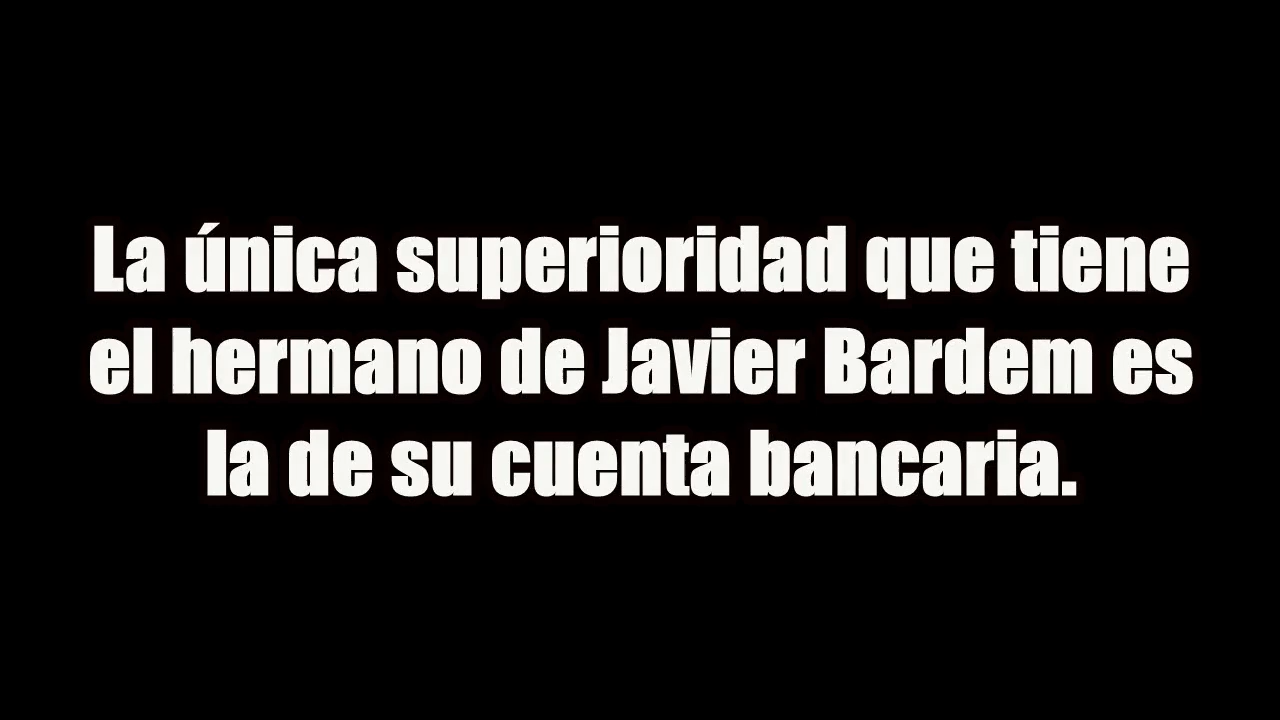 La única superioridad que tiene
el hermano de Javier Bardem es
la de su cuenta bancaria.